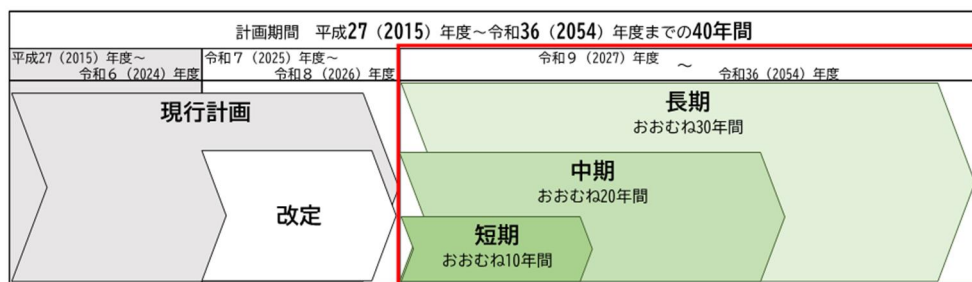 計画期間　平成27（2015）年度～令和36（2054）年度までの40年間
平成27（2015）年度～
令和６（2024）年度
令和７（2025）年度～
令和８（2026）年度
令和９（2027）年度
～
令和36（2054）年度
現行計画
改定
長期
おおむね30年間
中期
おおむね20年間
短期
おおむね10年間